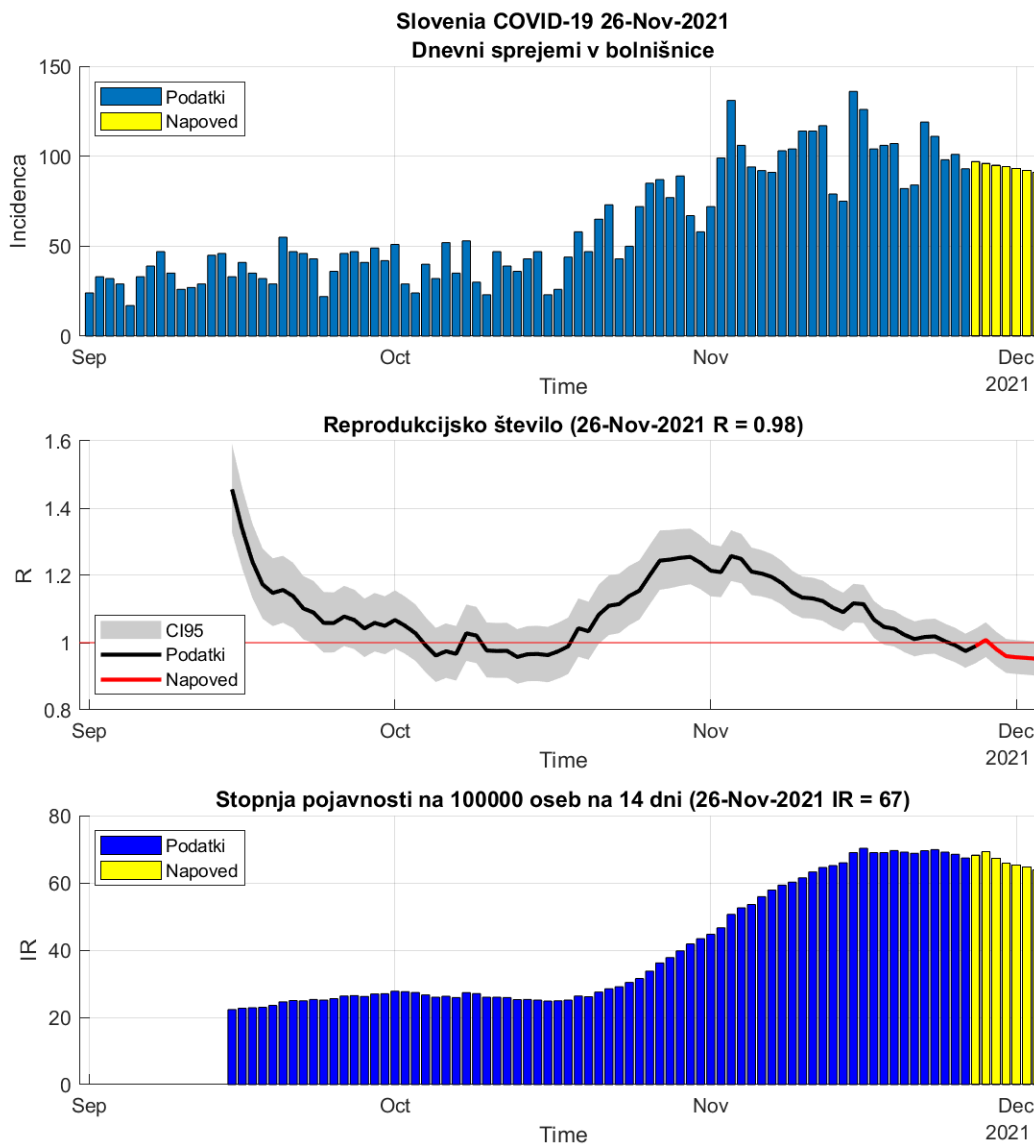 Slovenia COVID-19 26-Nov-2021
Dnevni sprejemi v bolnišnice
150
100
50
0
Incidenca
Podatki
Napoved
Sep
Oct
Nov
Dec
Time
2021
Reprodukcijsko število (26-Nov-2021 R = 0.98)
1.6
1.4
1.2
1
0.8
R
CI95
Podatki
Napoved
Sep
Oct
Nov
Dec
Time
2021
Stopnja pojavnosti na 100000 oseb na 14 dni (26-Nov-2021 IR = 67)
80
60
40
20
0
IR
Podatki
Napoved
Sep
Oct
Nov
Dec
Time
2021